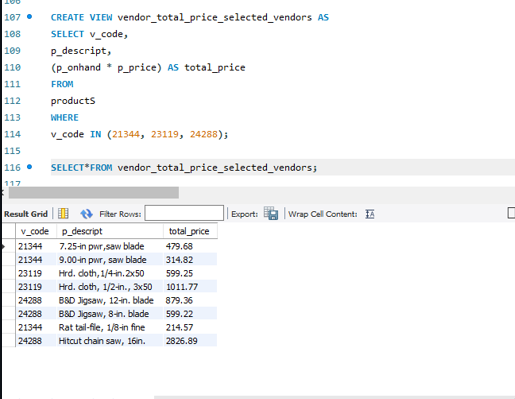 106
107 CREATE VIEW vendor_total_price_selected_vendors AS
108 SELECT v_code,
109 p_descript,
110 (p_onhand * p_price) AS total_price
111 FROM
112 productS
113 WHERE
114 v_code IN (21344, 23119, 24288);
115
116 SELECT*FROM vendor_total_price_selected_vendors;
117
Result Grid Filter Rows: Export: Wrap Cell Content:
v_code p_descript total_price
21344 7.25-in pwr,saw blade 479.68
21344 9.00-in pwr, saw blade 314.82
23119 Hrd. cloth,1/4-in.2x50 599.25
23119 Hrd. cloth, 1/2-in., 3x50 1011.77
24288 B&D Jigsaw, 12-in. blade 879.36
24288 B&D Jigsaw, 8-in. blade 599.22
21344 Rat tail-file, 1/8-in fine 214.57
24288 Hitcut chain saw, 16in. 2826.89